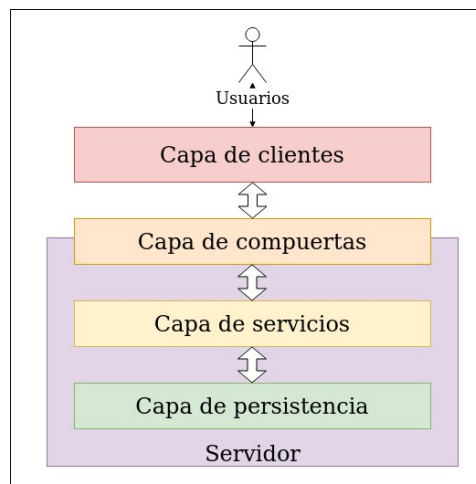 Usuarios
Capa de clientes
Capa de compuertas
Capa de servicios
Capa de persistencia
Servidor